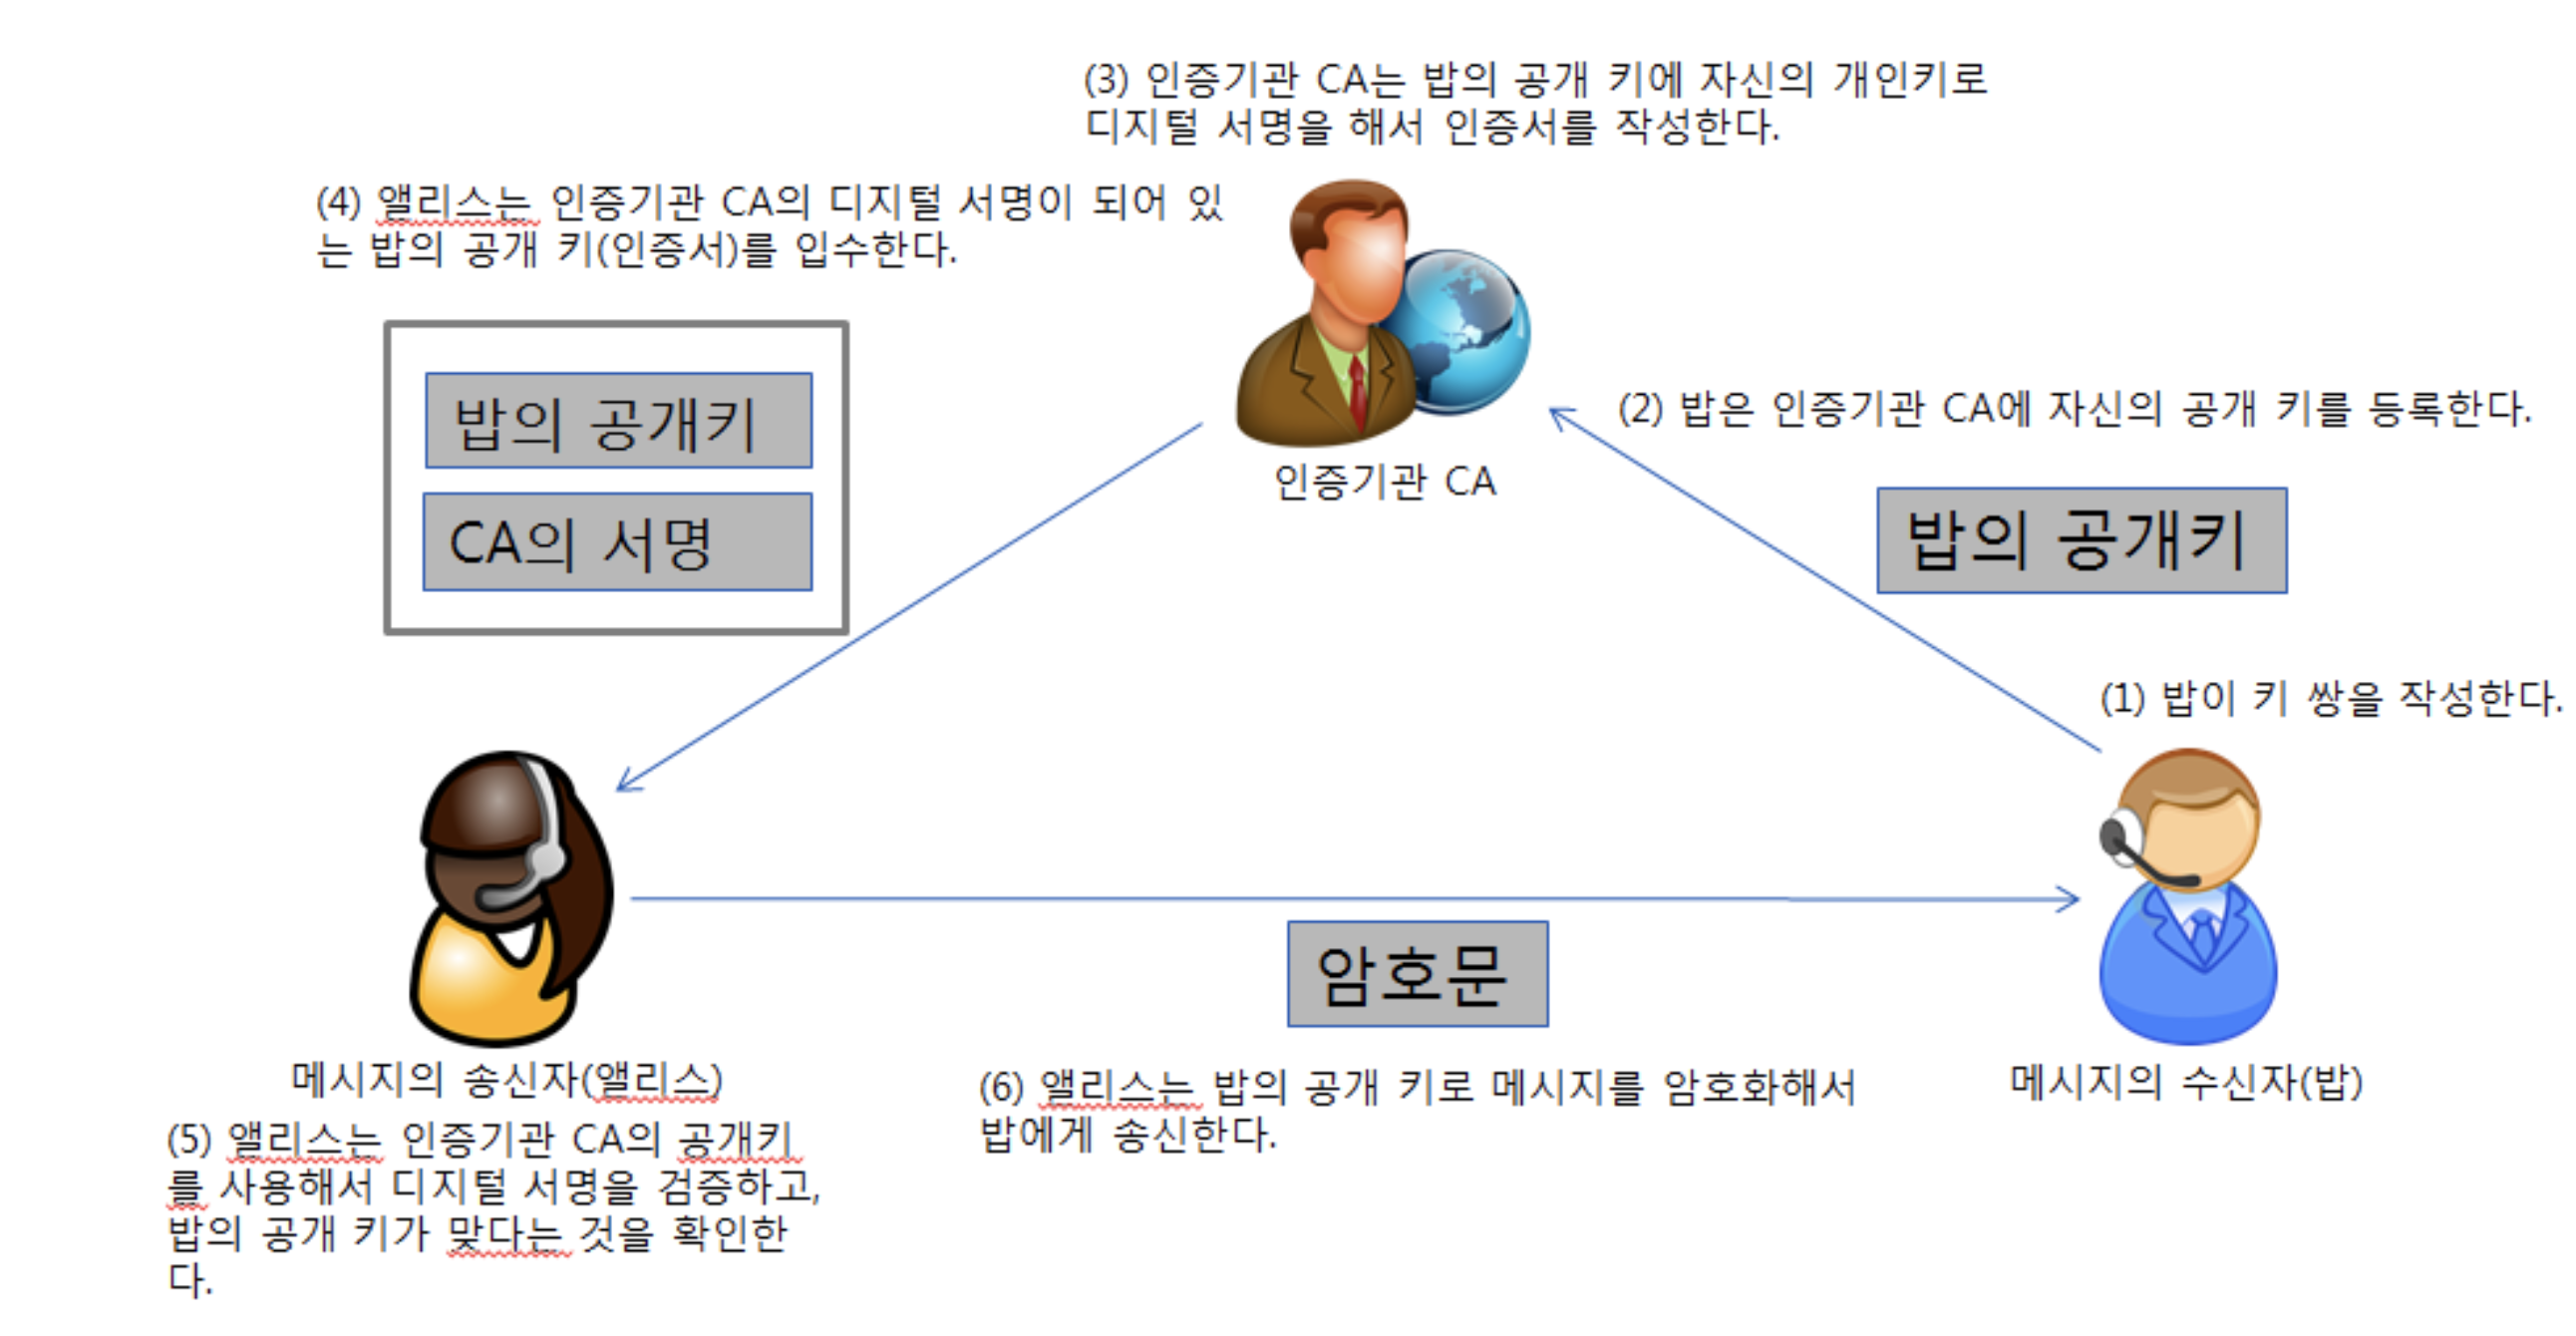 (3) 인증기관 CA는 밥의 공개 키에 자신의 개인키로
디지털 서명을 해서 인증서를 작성한다.
(4) 앨리스는 인증기관 CA의 디지털 서명이 되어 있
는 밥의 공개 키(인증서)를 입수한다.
밥의 공개키
CA의 서명
인증기관 CA
(2) 밥은 인증기관 CA에 자신의 공개 키를 등록한다.
밥의 공개키
(1) 밥이 키 쌍을 작성한다.
암호문
메시지의 송신자(앨리스)
(5) 앨리스는 인증기관 CA의 공개키
를 사용해서 디지털 서명을 검증하고,
밥의 공개 키가 맞다는 것을 확인한
다.
(6) 앨리스는 밥의 공개 키로 메시지를 암호화해서
밥에게 송신한다.
메시지의 수신자(밥)